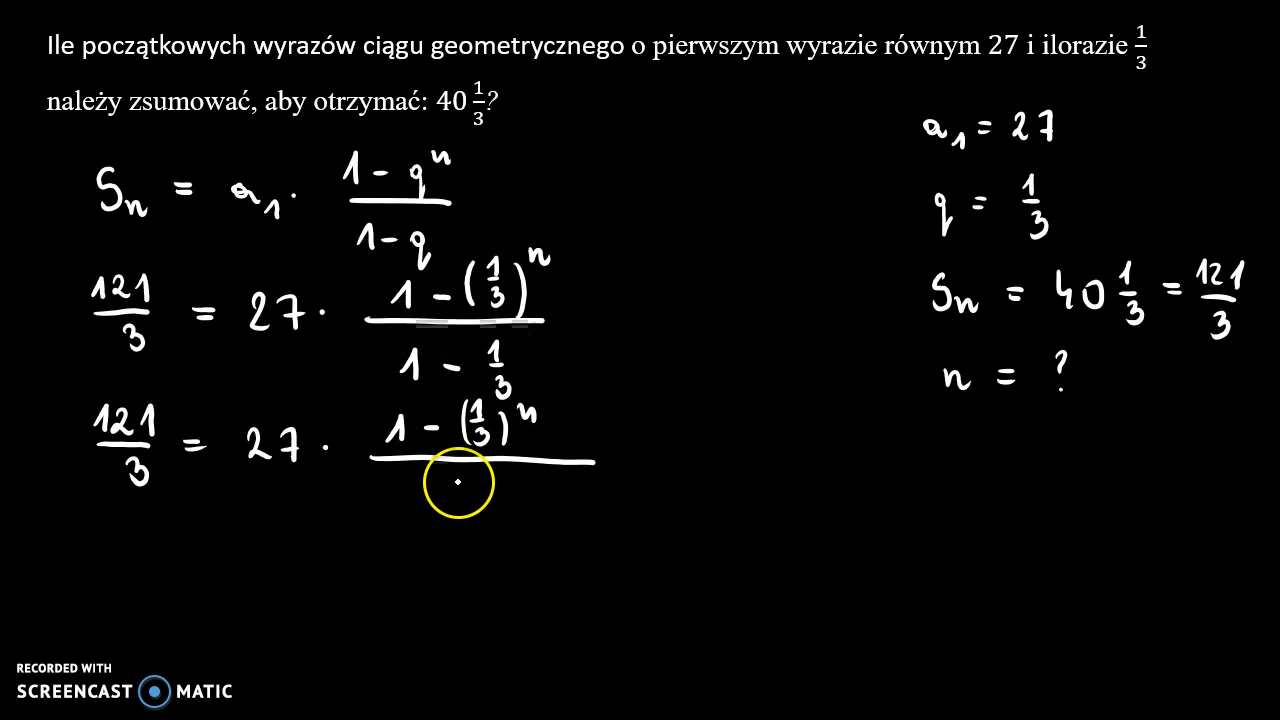 Ile początkowych wyrazów ciągu geometrycznego o pierwszym wyrazie równym 27 i ilorazie 1/3
należy zsumować, aby otrzymać: 40 1/3?
a₁ = 27
q = 1/3
Sₙ = 40 1/3 = 121/3
n = ?
Sₙ = a₁ · (1 - qⁿ)/(1 - q)
121/3 = 27 · (1 - (1/3)ⁿ)/(1 - 1/3)
121/3 = 27 · (1 - (1/3)ⁿ)/
RECORDED WITH
SCREENCAST MATIC